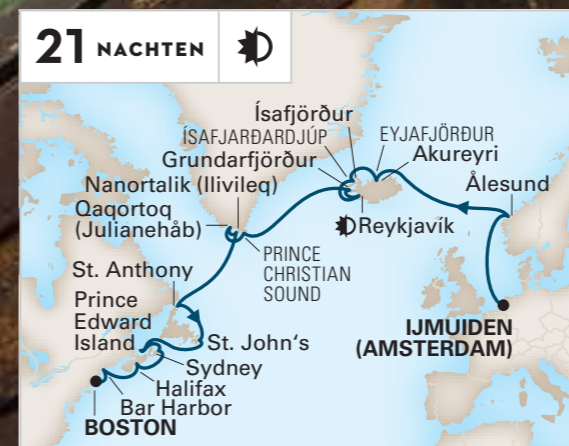 21 NACHTEN
Ísafjörður
ÍSAFJARÐARDJÚP
EYJAFJÖRÐUR
Grundarfjörður
Akureyri
Nanortalik (Ilivileq)
Ålesund
Qaqortoq
(Julianehåb)
Reykjavík
PRINCE
CHRISTIAN
SOUND
St. Anthony
Prince
Edward
Island
IJMUIDEN
(AMSTERDAM)
St. John's
Sydney
Halifax
Bar Harbor
BOSTON